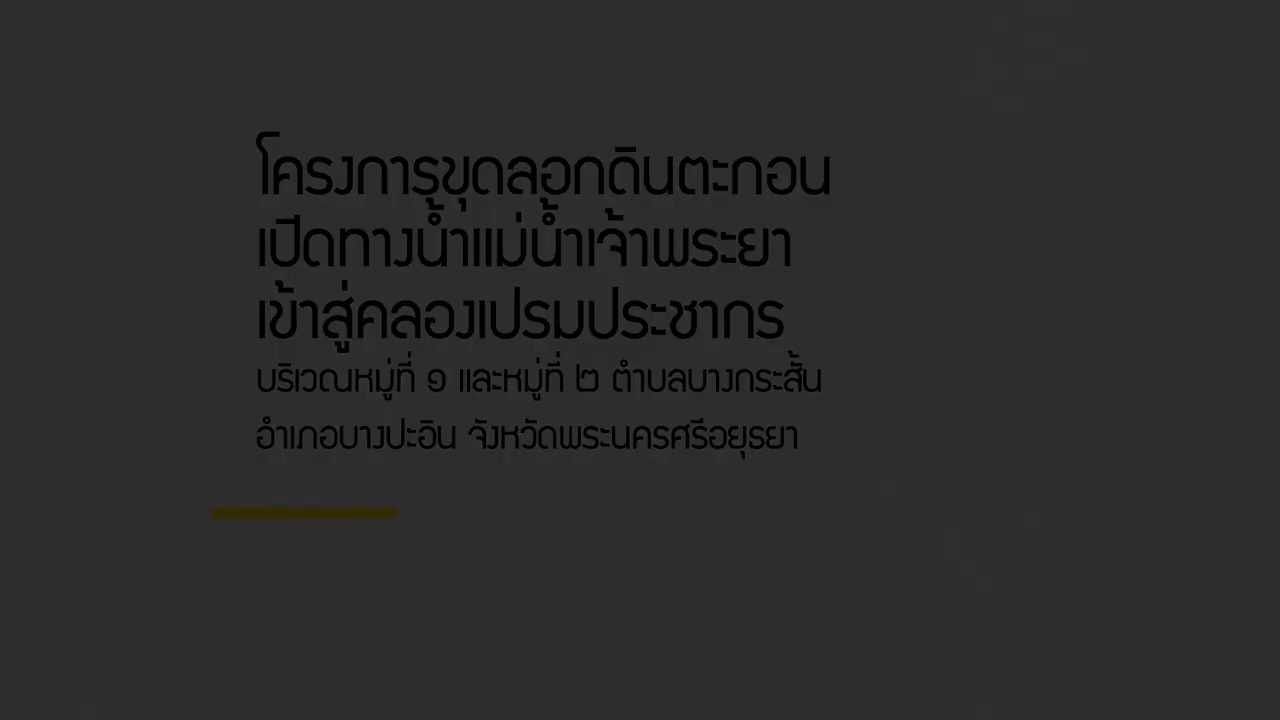 โครงการขุดลอกดินตะกอน
เปิดทางน้ำแม่น้ำเจ้าพระยา
เข้าสู่คลองเปรมประชากร
บริเวณหมู่ที่ ๑ และหมู่ที่ ๒ ตำบลบางกระสั้น
อำเภอบางปะอิน จังหวัดพระนครศรีอยุธยา